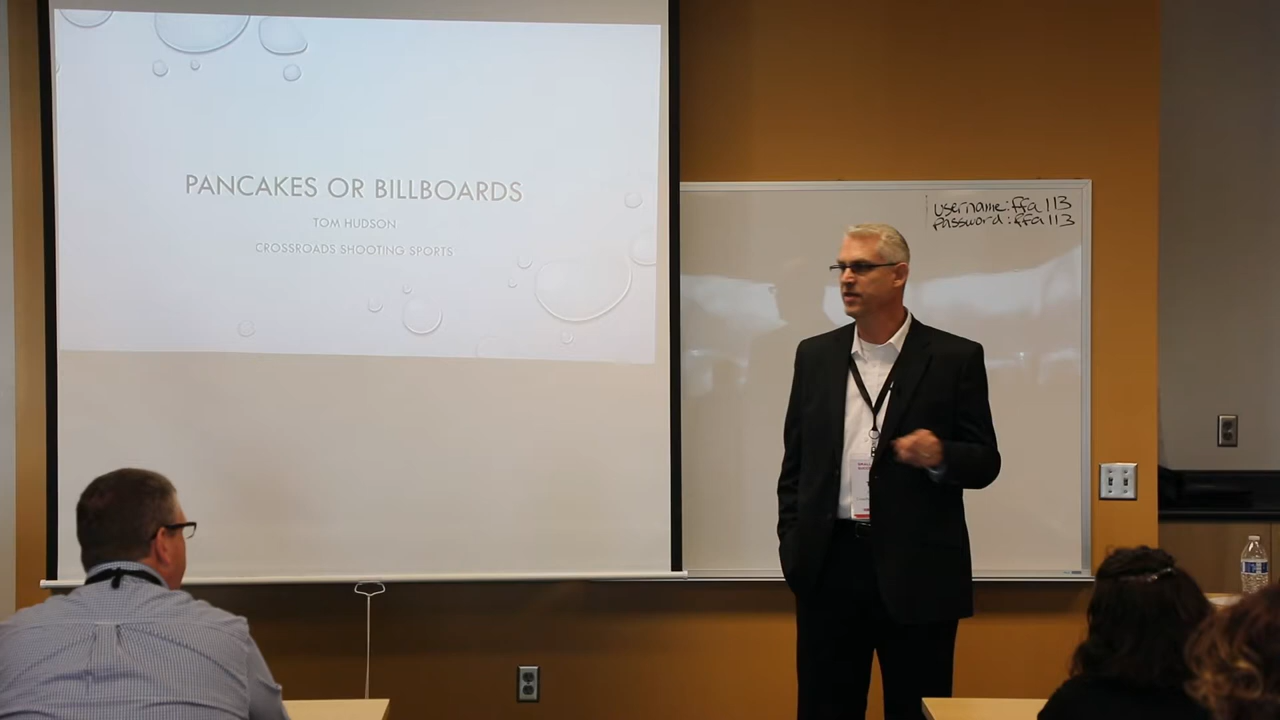 PANCAKES OR BILLBOARDS
TOM HUDSON
CROSSROADS SHOOTING SPORTS
username:ffa113
password:ffa113